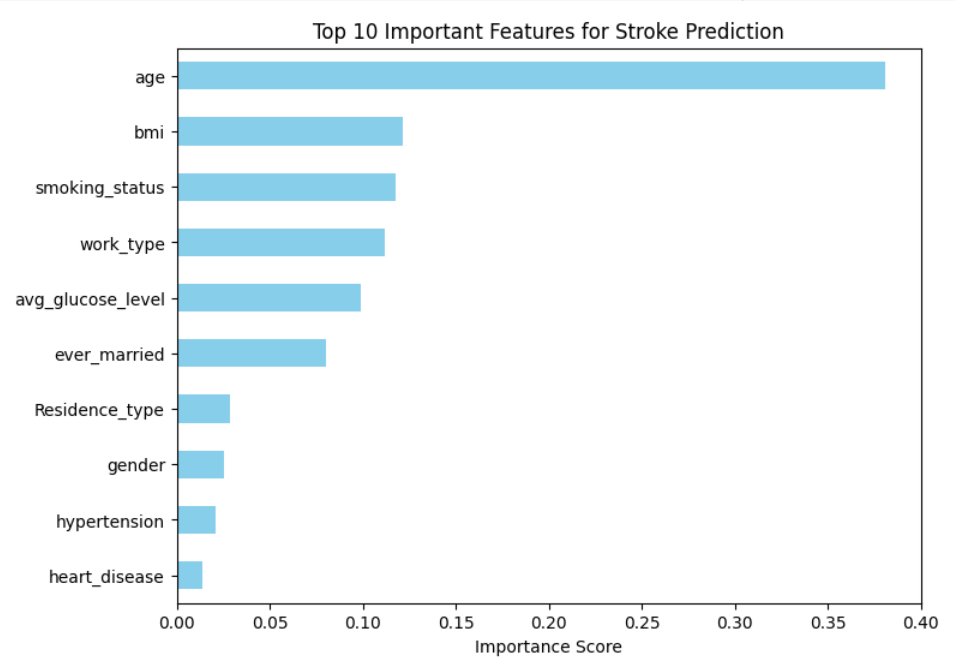 Top 10 Important Features for Stroke Prediction
age
bmi
smoking_status
work_type
avg_glucose_level
ever_married
Residence_type
gender
hypertension
heart_disease
0.00 0.05 0.10 0.15 0.20 0.25 0.30 0.35 0.40
Importance Score